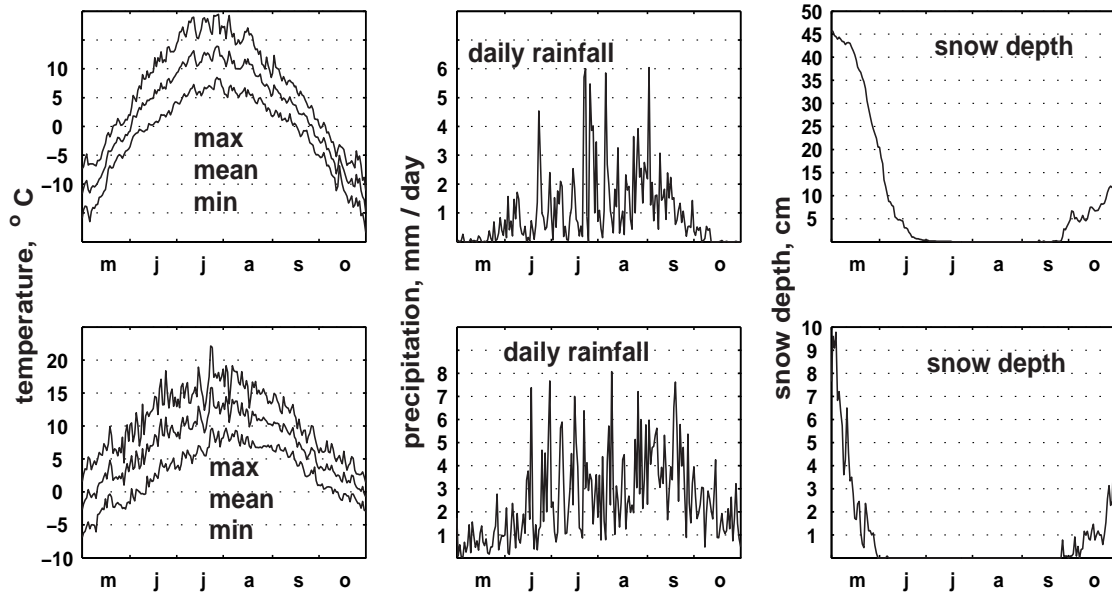 temperature, ° C
10
5
0
−5
−10
max
mean
min
m j j a s o
precipitation, mm / day
daily rainfall
6
5
4
3
2
1
m j j a s o
snow depth, cm
snow depth
50
45
40
35
30
25
20
15
10
5
m j j a s o
20
15
10
5
0
−5
−10
max
mean
min
m j j a s o
daily rainfall
8
7
6
5
4
3
2
1
m j j a s o
snow depth
10
9
8
7
6
5
4
3
2
1
m j j a s o